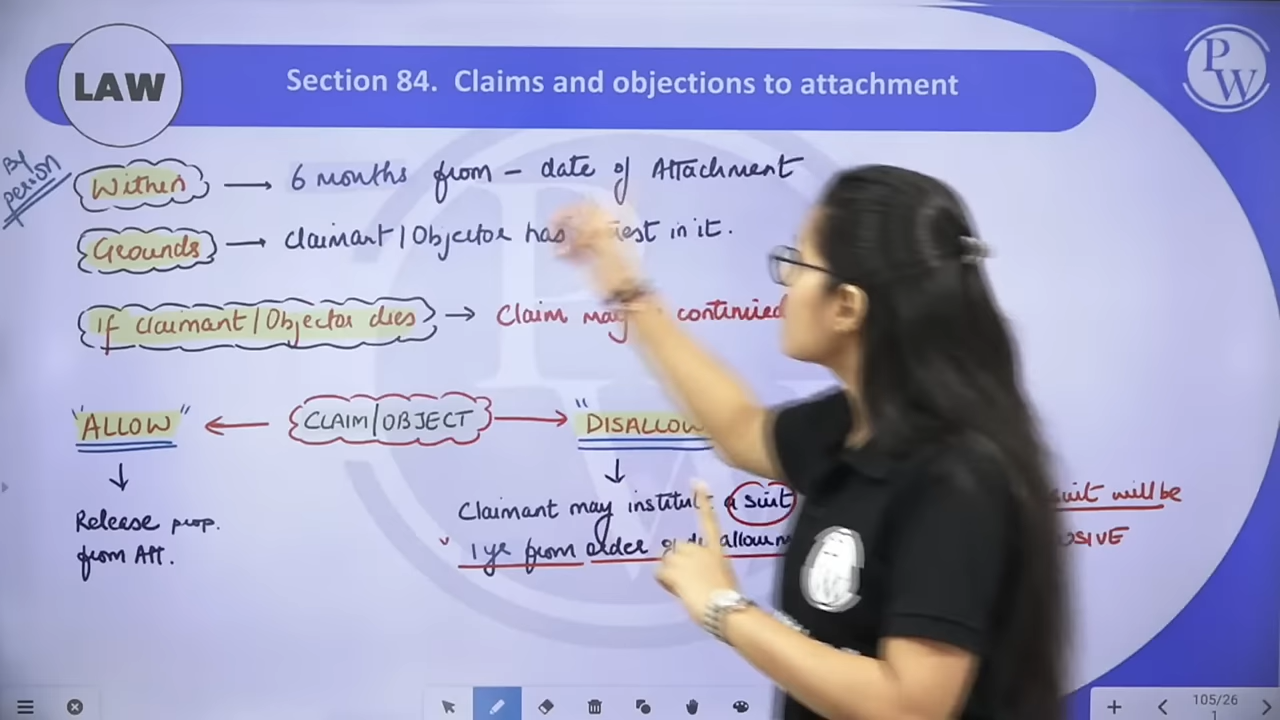 LAW
Section 84. Claims and objections to attachment
PW
By person
Within → 6 months from – date of Attachment
Grounds → claimant / Objector has in it.
If claimant / Objector dies → Claim may continued
"ALLOW" ← CLAIM/OBJECT → "DISALLOW
↓ ↓
Release prop. Claimant may a suit suit will be
from Att. 1 yr from order
105/26
1